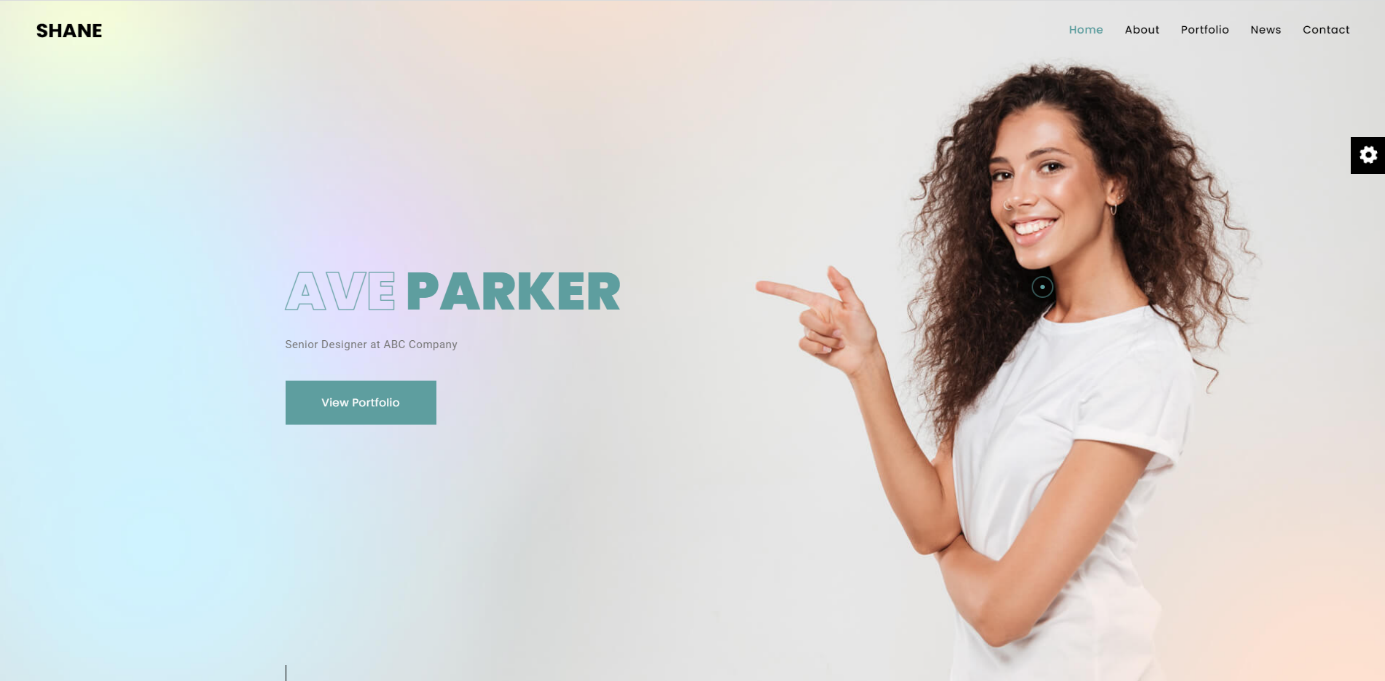 SHANE
Home About Portfolio News Contact
AVE PARKER
Senior Designer at ABC Company
View Portfolio